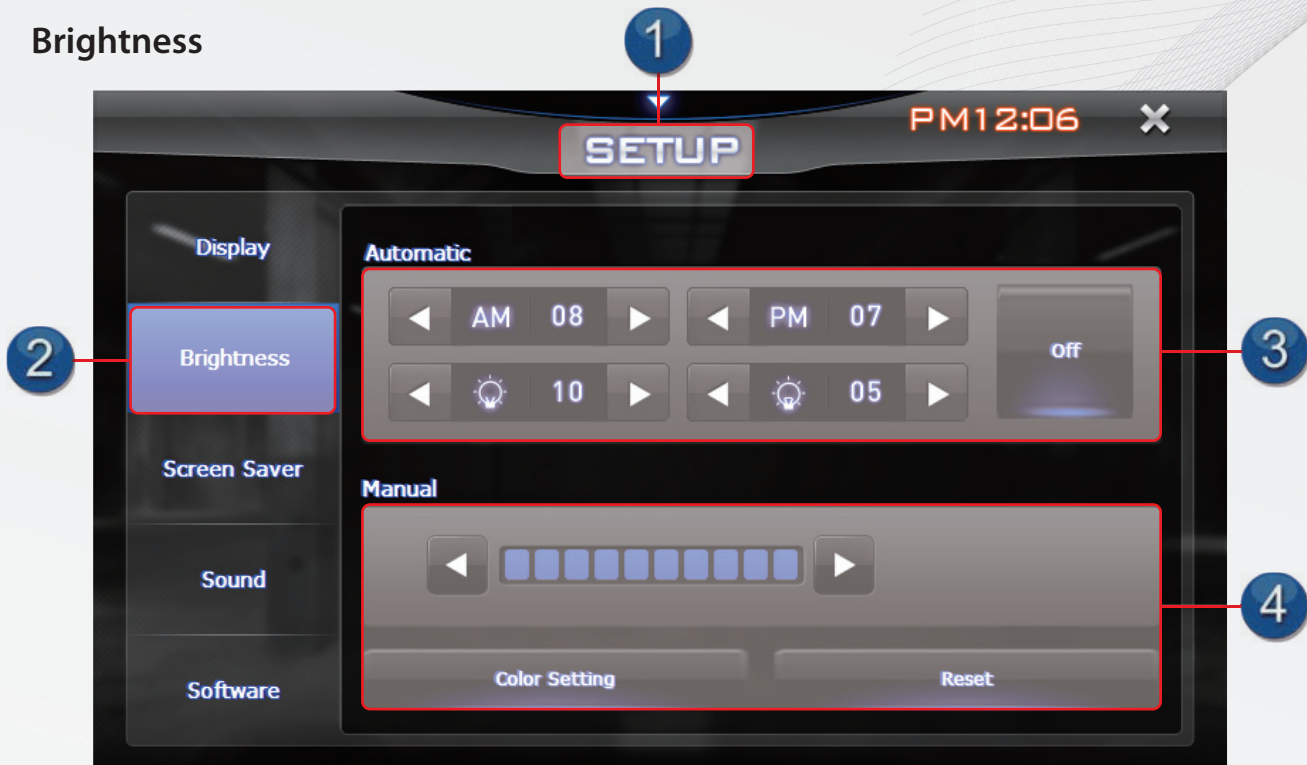 Brightness
1
PM12:06
SETUP
Display
Automatic
AM 08
PM 07
Off
Brightness
2
3
10
05
Screen Saver
Manual
Sound
4
Color Setting
Reset
Software